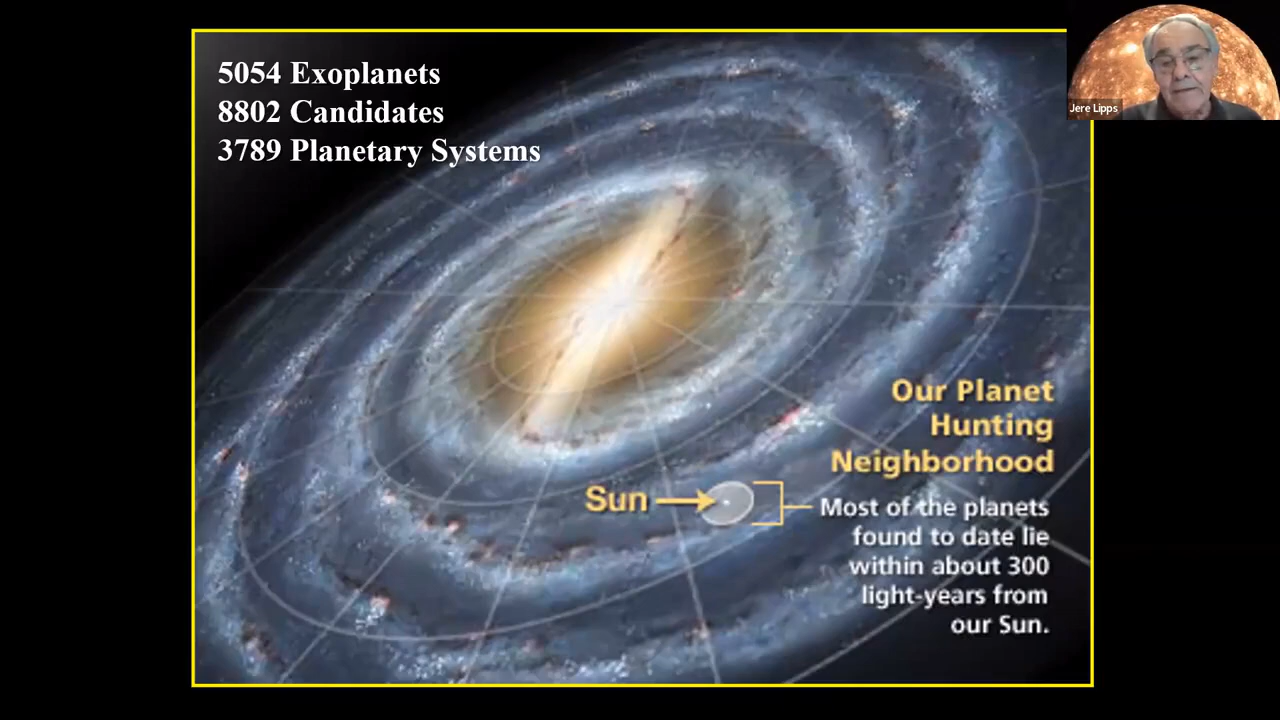 5054 Exoplanets
8802 Candidates
3789 Planetary Systems
Jere Lipps
Our Planet
Hunting
Neighborhood
Sun
Most of the planets
found to date lie
within about 300
light-years from
our Sun.